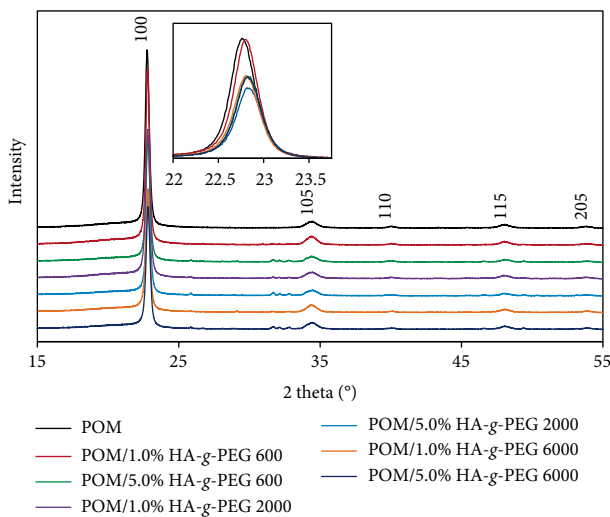 100
22 22.5 23 23.5
105
110
115
205
Intensity
15 25 35 45 55
2 theta (°)
POM
POM/1.0% HA-g-PEG 600
POM/5.0% HA-g-PEG 600
POM/1.0% HA-g-PEG 2000
POM/5.0% HA-g-PEG 2000
POM/1.0% HA-g-PEG 6000
POM/5.0% HA-g-PEG 6000